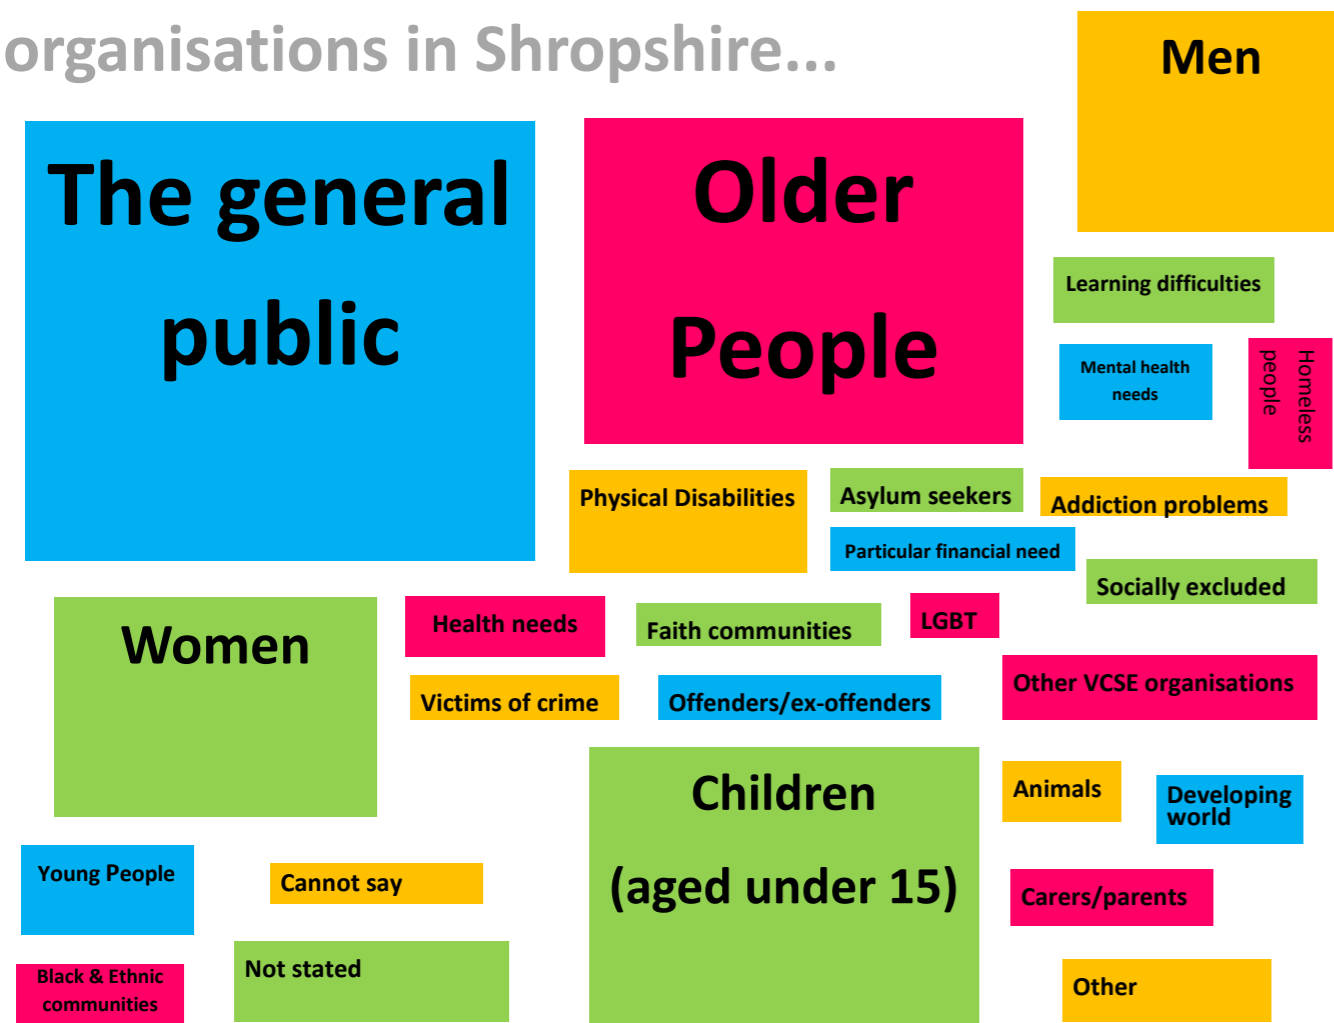 organisations in Shropshire...
Men
The general
public
Older
People
Learning difficulties
Mental health
needs
Homeless
people
Physical Disabilities
Asylum seekers
Addiction problems
Particular financial need
Socially excluded
Women
Health needs
Faith communities
LGBT
Victims of crime
Offenders/ex-offenders
Other VCSE organisations
Children
(aged under 15)
Animals
Developing
world
Young People
Cannot say
Carers/parents
Black & Ethnic
communities
Not stated
Other